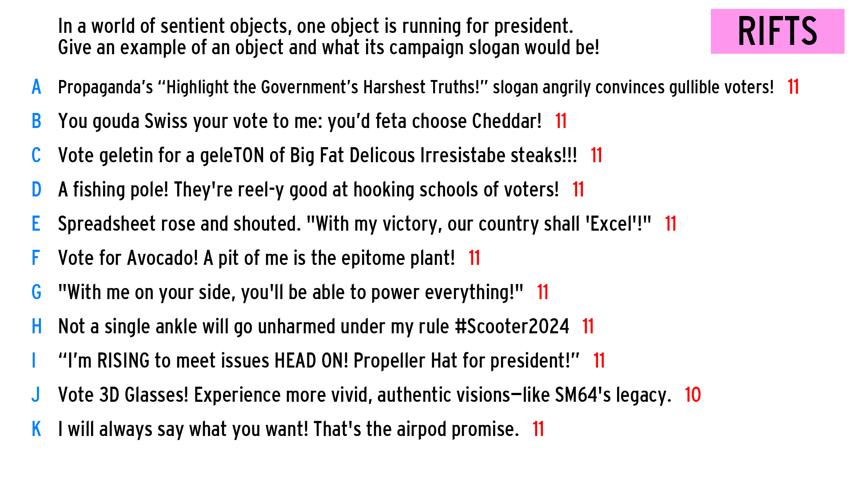 In a world of sentient objects, one object is running for president.
Give an example of an object and what its campaign slogan would be!
RIFTS
A Propaganda's “Highlight the Government's Harshest Truths!” slogan angrily convinces gullible voters! 11
B You gouda Swiss your vote to me: you'd feta choose Cheddar! 11
C Vote geletin for a geleTON of Big Fat Delicous Irresistabe steaks!!! 11
D A fishing pole! They're reel-y good at hooking schools of voters! 11
E Spreadsheet rose and shouted. "With my victory, our country shall 'Excel'!" 11
F Vote for Avocado! A pit of me is the epitome plant! 11
G "With me on your side, you'll be able to power everything!" 11
H Not a single ankle will go unharmed under my rule #Scooter2024 11
I “I'm RISING to meet issues HEAD ON! Propeller Hat for president!” 11
J Vote 3D Glasses! Experience more vivid, authentic visions—like SM64's legacy. 10
K I will always say what you want! That's the airpod promise. 11